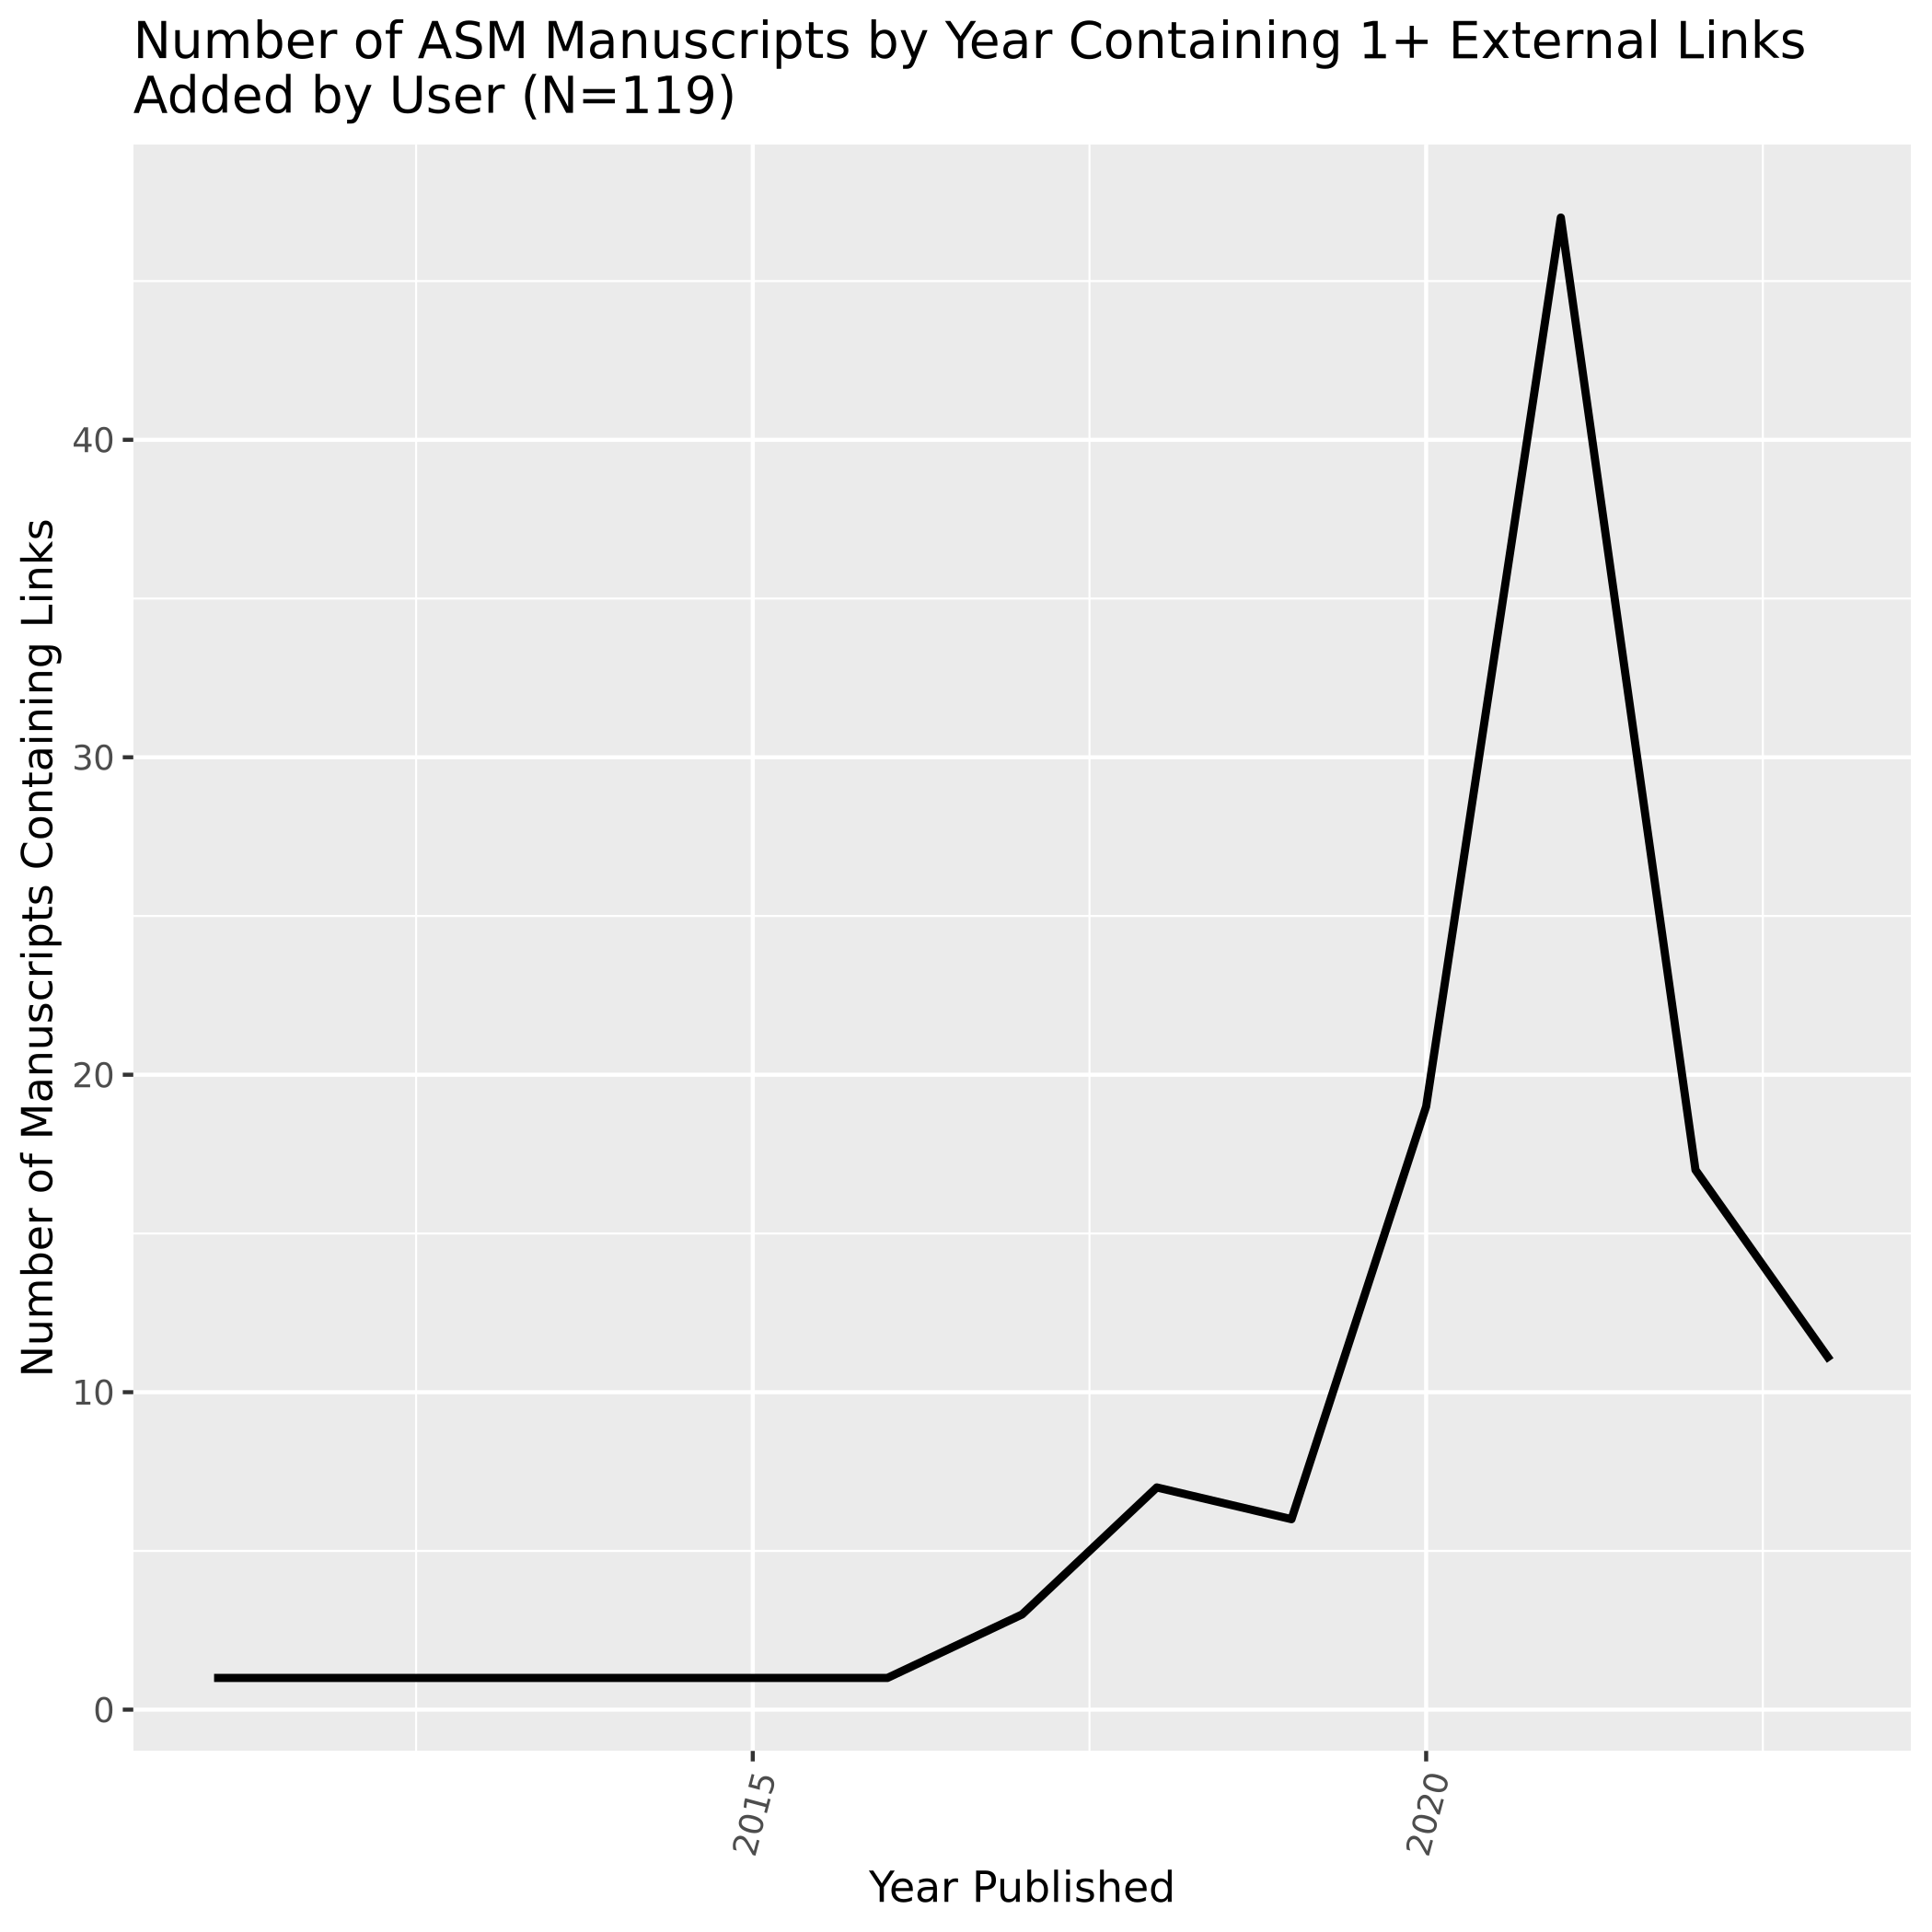 Number of ASM Manuscripts by Year Containing 1+ External Links
Added by User (N=119)
Number of Manuscripts Containing Links
40
30
20
10
0
2015
2020
Year Published